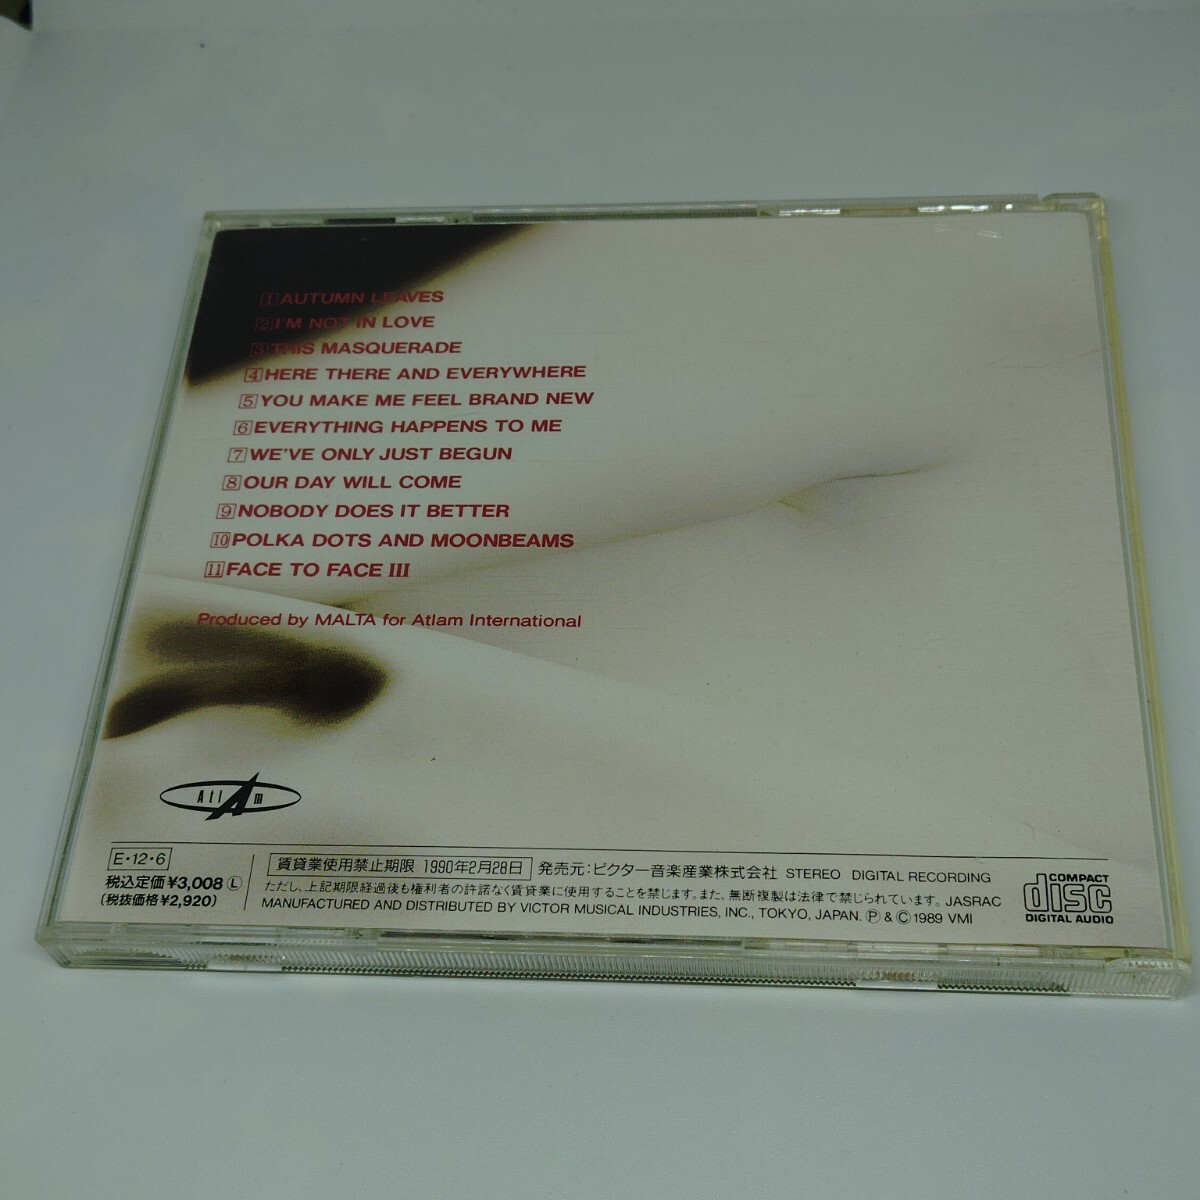 1 AUTUMN LEAVES
2 I'M NOT IN LOVE
3 THIS MASQUERADE
4 HERE THERE AND EVERYWHERE
5 YOU MAKE ME FEEL BRAND NEW
6 EVERYTHING HAPPENS TO ME
7 WE'VE ONLY JUST BEGUN
8 OUR DAY WILL COME
9 NOBODY DOES IT BETTER
10 POLKA DOTS AND MOONBEAMS
11 FACE TO FACE III
Produced by MALTA for Atlam International
Atl A m
E・12・6
税込定価¥3,008 Ⓛ
(税抜価格¥2,920)
賃貸業使用禁止期限 1990年2月28日 発売元:ビクター音楽産業株式会社 STEREO DIGITAL RECORDING
ただし、上記期限経過後も権利者の許諾なく賃貸業に使用することを禁じます。また、無断複製は法律で禁じられています。JASRAC
MANUFACTURED AND DISTRIBUTED BY VICTOR MUSICAL INDUSTRIES, INC., TOKYO, JAPAN. Ⓟ & Ⓒ 1989 VMI
COMPACT
disc
DIGITAL AUDIO